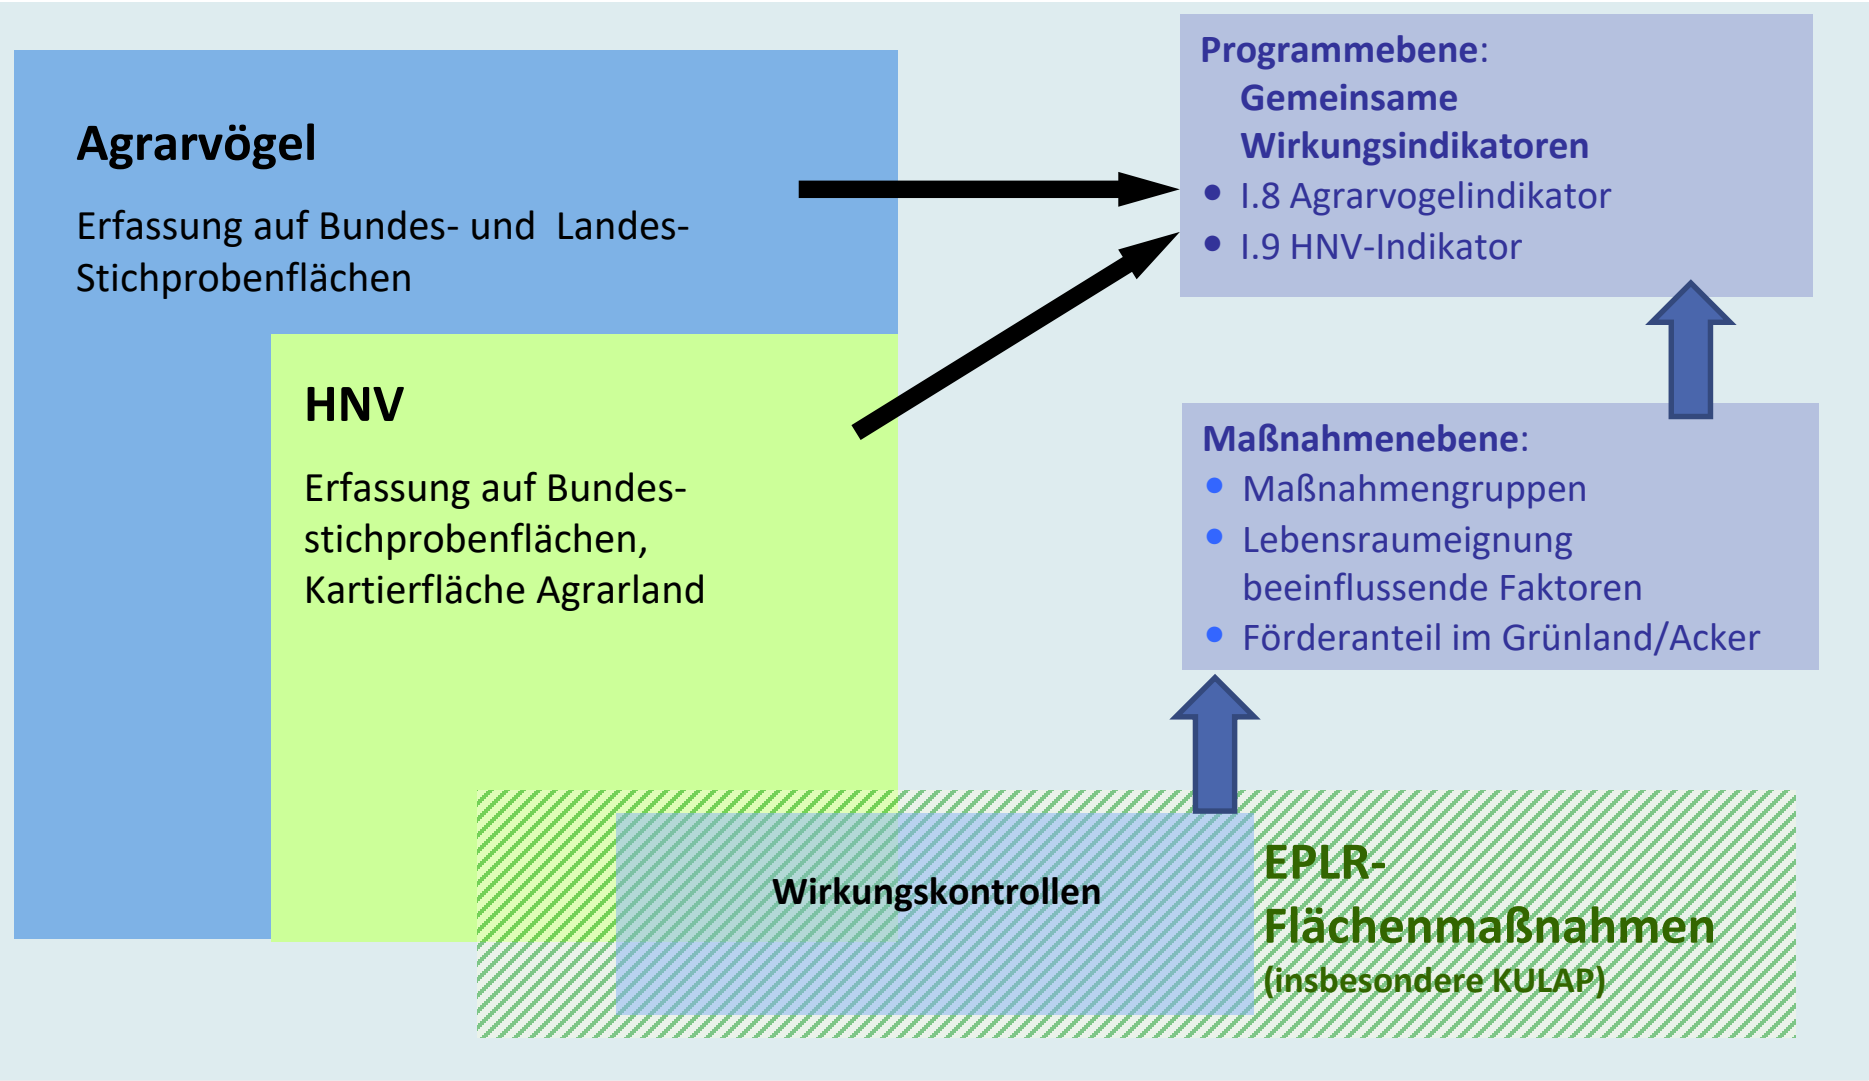 Agrarvögel
Erfassung auf Bundes- und Landes-
Stichprobenflächen
HNV
Erfassung auf Bundes-
stichprobenflächen,
Kartierfläche Agrarland
Programmebene:
Gemeinsame
Wirkungsindikatoren
• I.8 Agrarvogelindikator
• I.9 HNV-Indikator
Maßnahmenebene:
• Maßnahmengruppen
• Lebensraumeignung
beeinflussende Faktoren
• Förderanteil im Grünland/Acker
Wirkungskontrollen
EPLR-
Flächenmaßnahmen
(insbesondere KULAP)